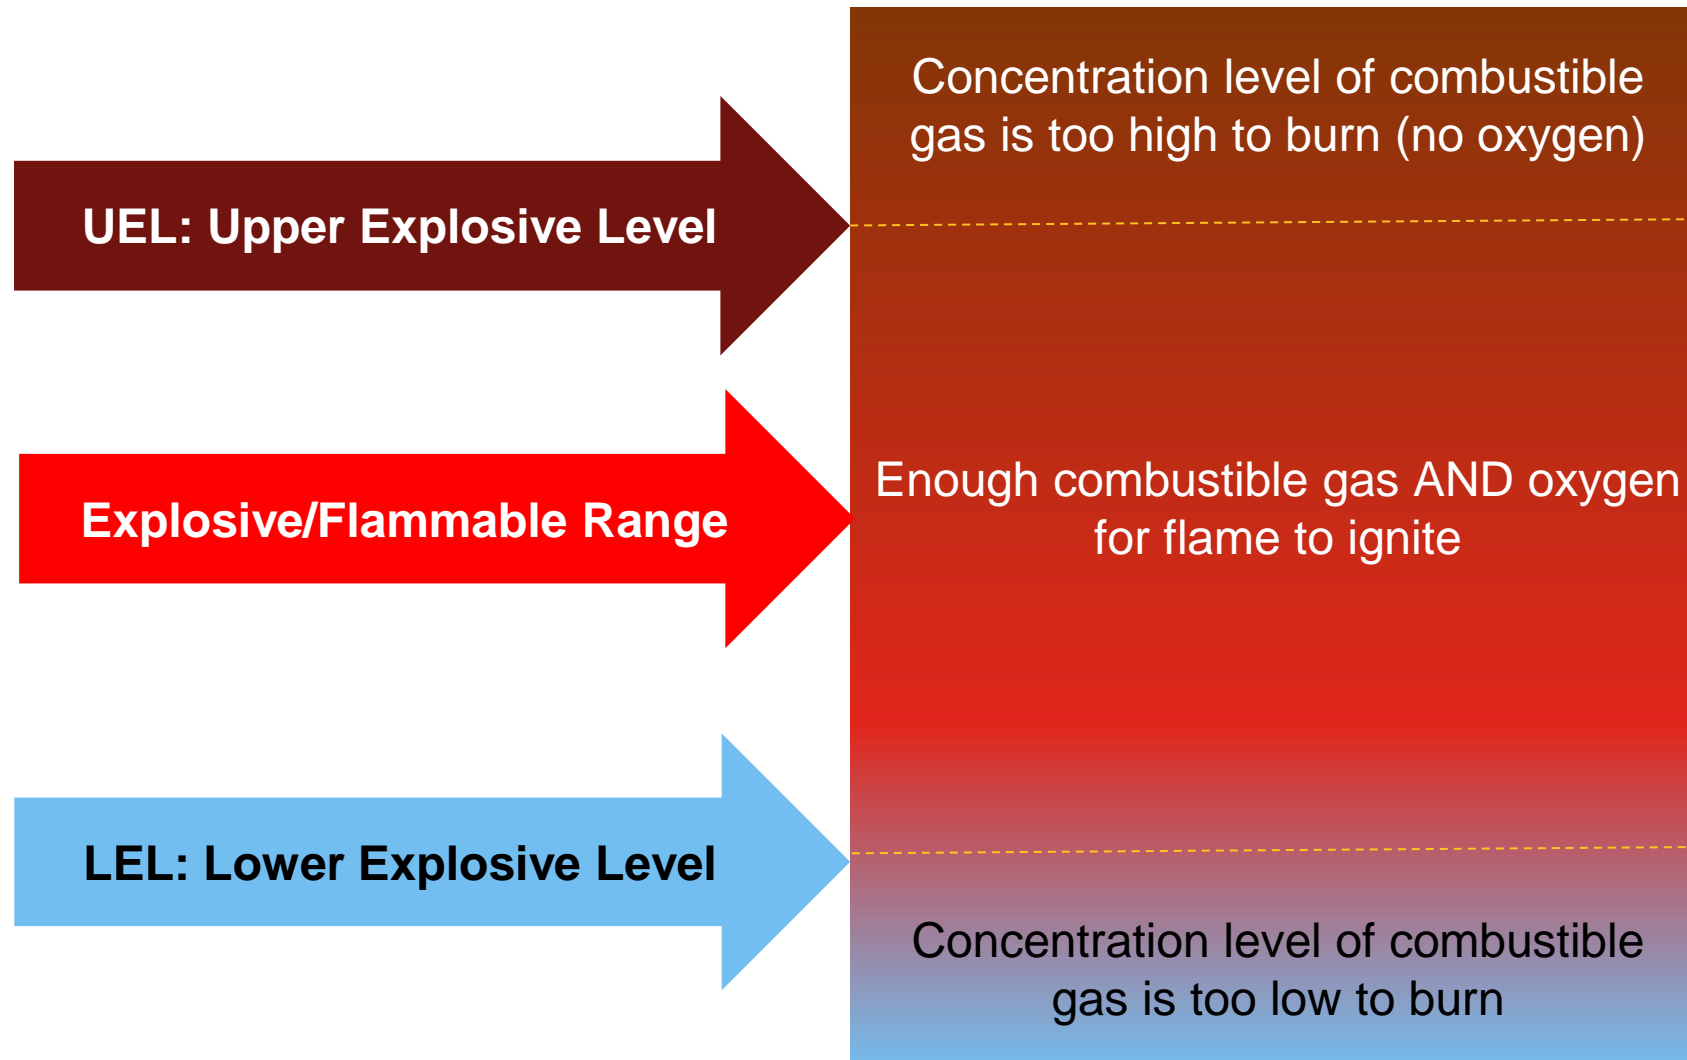 Concentration level of combustible
gas is too high to burn (no oxygen)
UEL: Upper Explosive Level
Enough combustible gas AND oxygen
for flame to ignite
Explosive/Flammable Range
LEL: Lower Explosive Level
Concentration level of combustible
gas is too low to burn